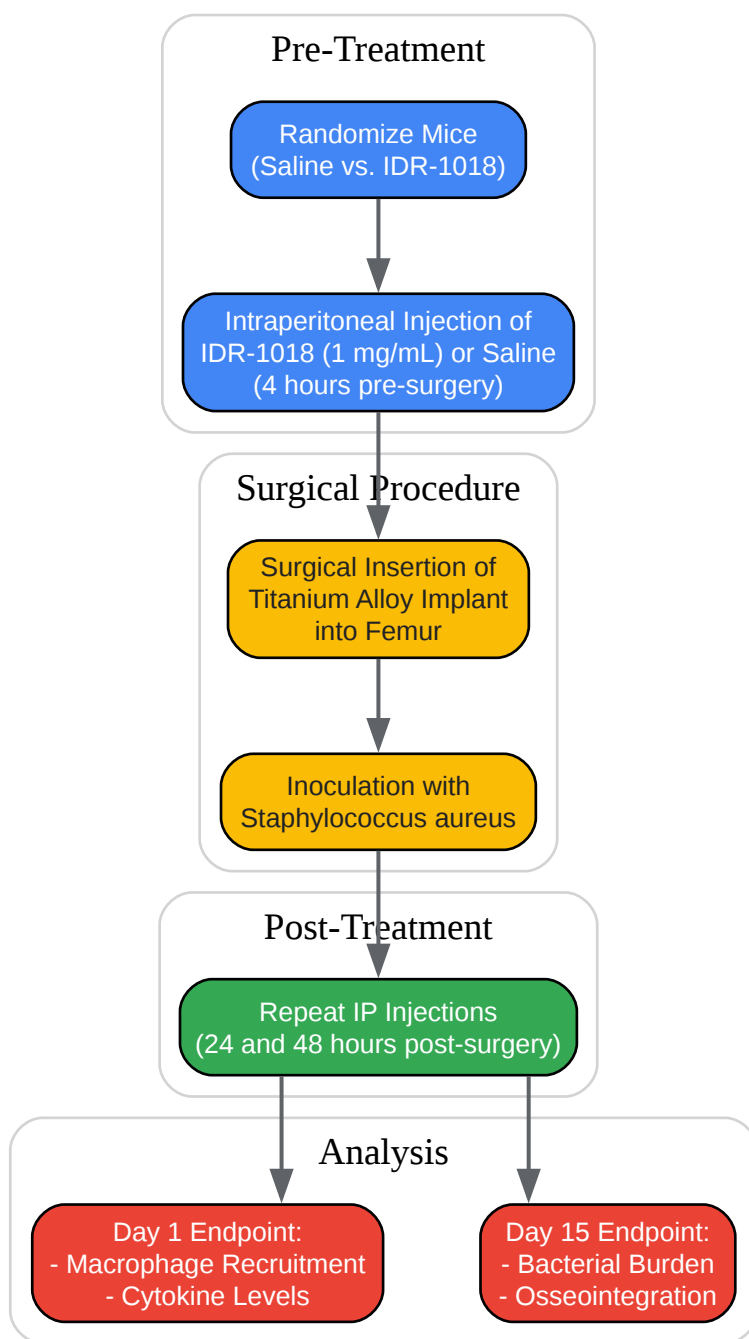 Pre-Treatment
Randomize Mice
(Saline vs. IDR-1018)
Intraperitoneal Injection of
IDR-1018 (1 mg/mL) or Saline
(4 hours pre-surgery)
Surgical Procedure
Surgical Insertion of
Titanium Alloy Implant
into Femur
Inoculation with
Staphylococcus aureus
Post-Treatment
Repeat IP Injections
(24 and 48 hours post-surgery)
Analysis
Day 1 Endpoint:
- Macrophage Recruitment
- Cytokine Levels
Day 15 Endpoint:
- Bacterial Burden
- Osseointegration